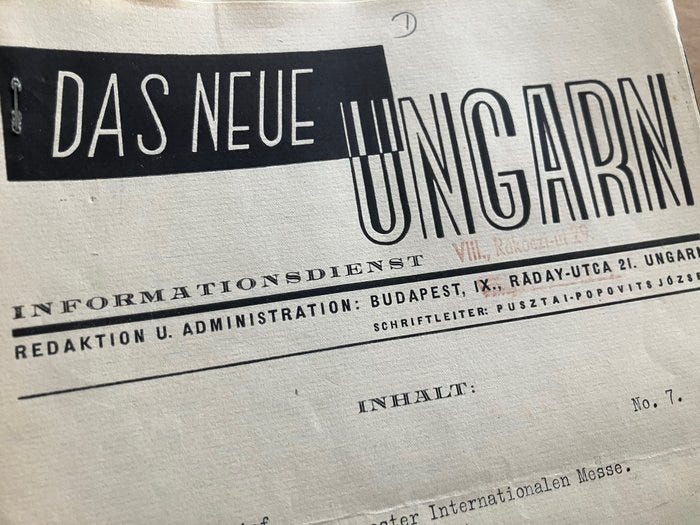 DAS NEUE UNGARN
VIII., Rákóczi-út 29.
INFORMATIONSDIENST
REDAKTION U. ADMINISTRATION: BUDAPEST, IX., RÁDAY-UTCA 21. UNGARN
SCHRIFTLEITER: PUSZTAI-POPOVITS JÓZSEF
INHALT:
No. 7.
Internationalen Messe.